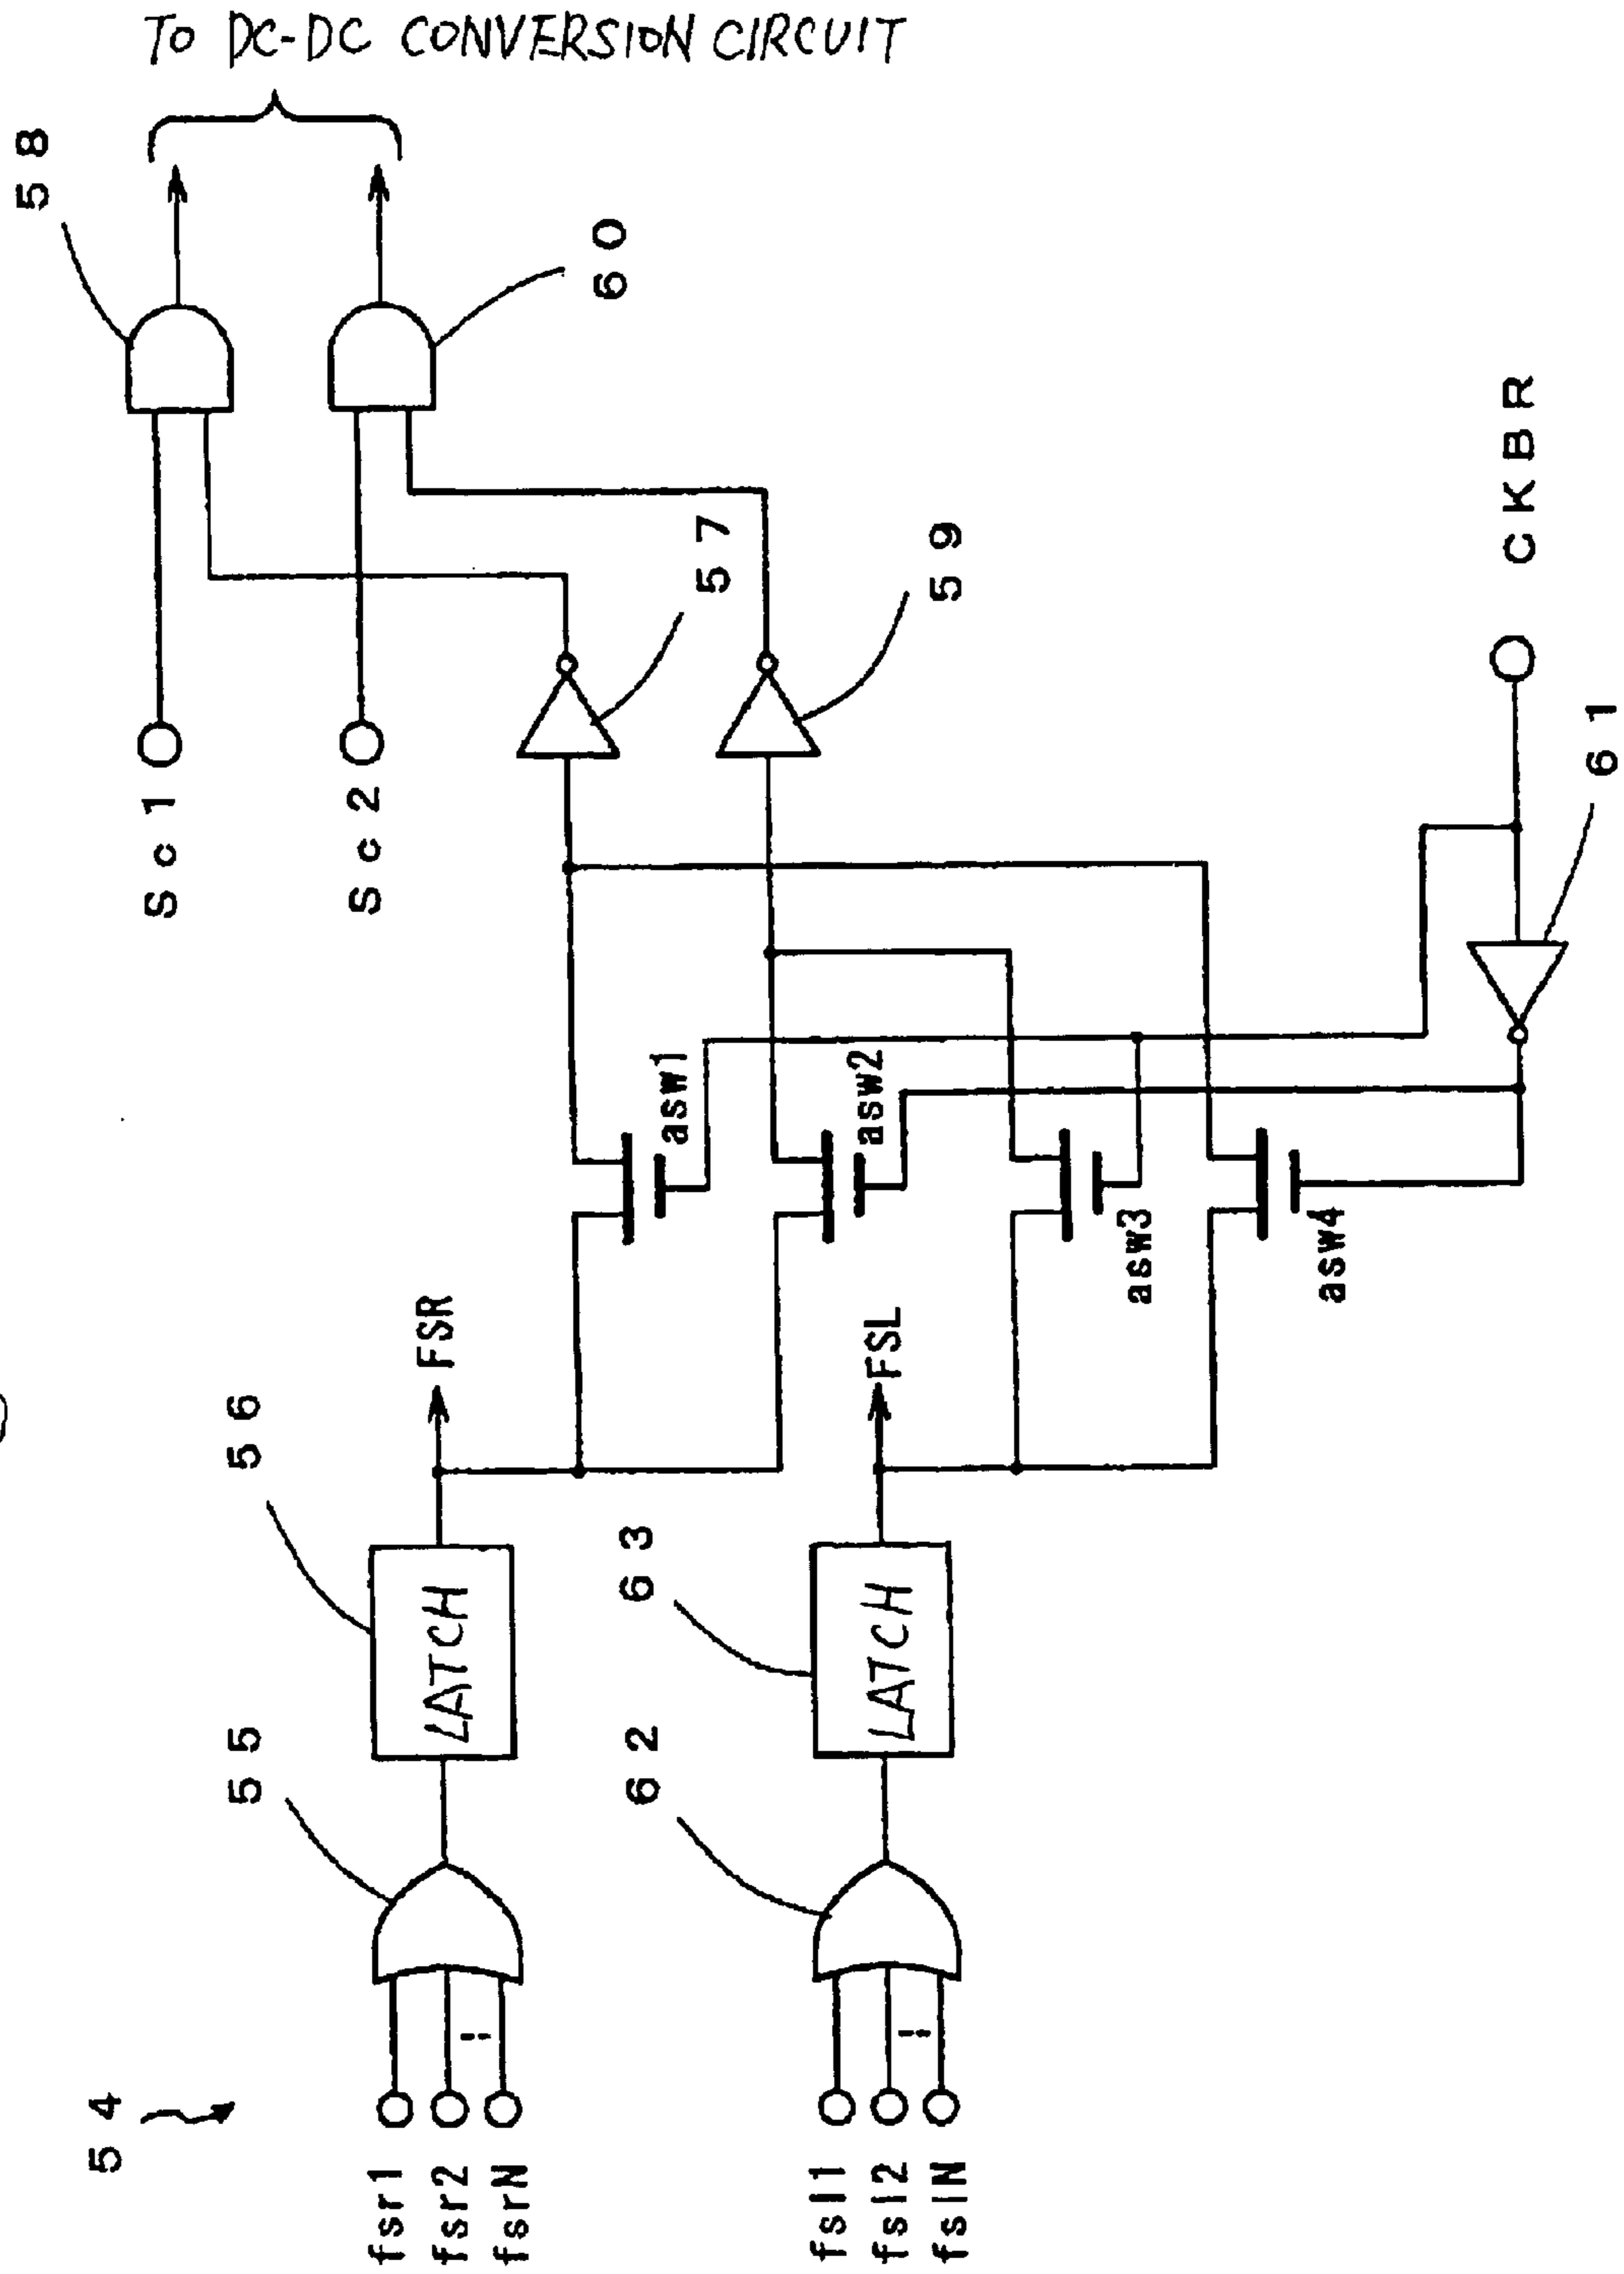 TO DC-DC CONVERSION CIRCUIT
58
60
Sc1
Sc2
57
59
CKBR
61
asw1
asw2
asw3
asw4
FSR
FSL
56
LATCH
63
LATCH
55
62
54
fsr1
fsr2
fsrN
fsl1
fsl2
fslN